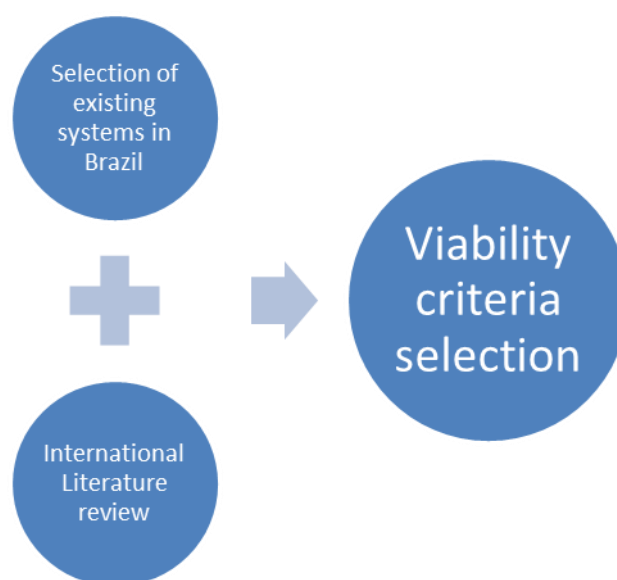 Selection of
existing
systems in
Brazil
International
Literature
review
Viability
criteria
selection